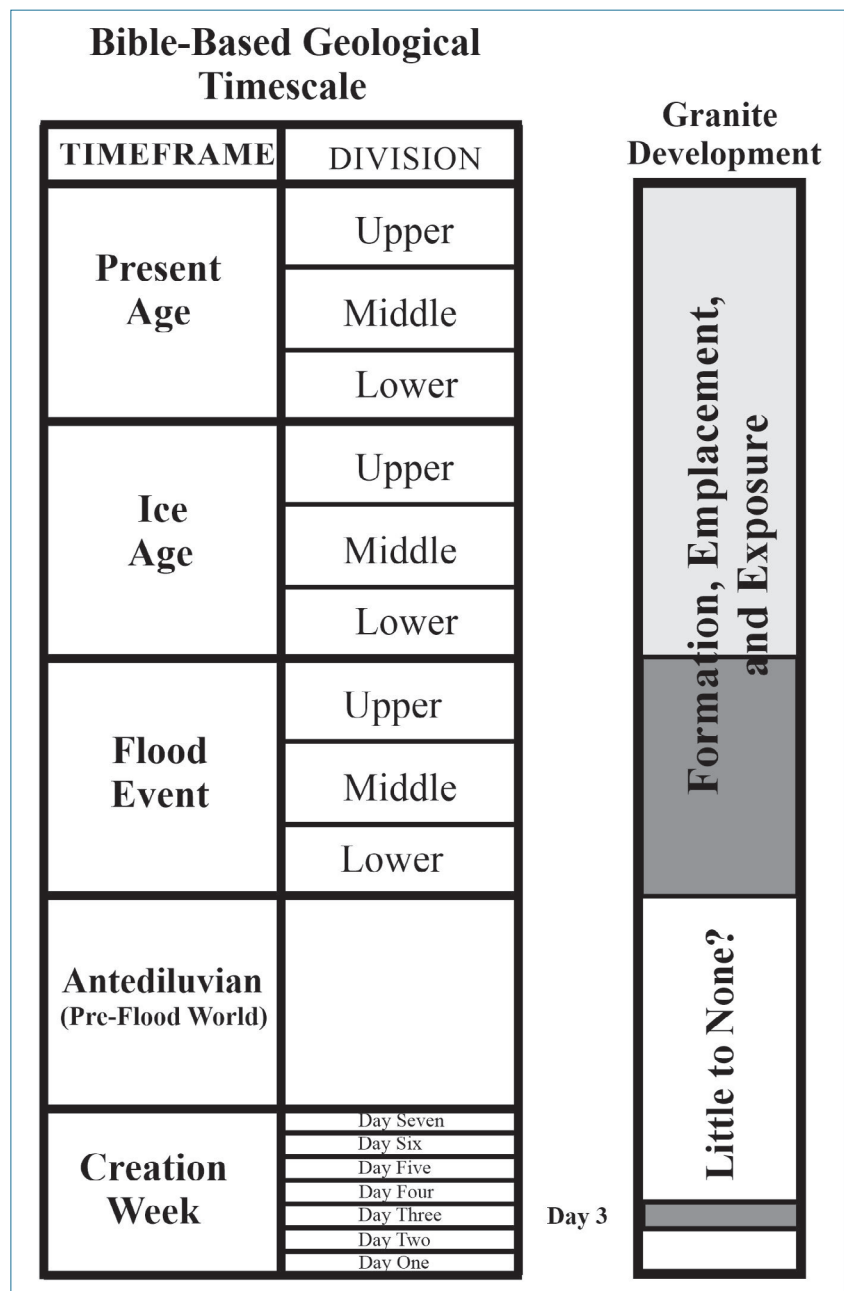 Bible-Based Geological
Timescale
TIMEFRAME
DIVISION
Present
Age
Upper
Middle
Lower
Ice
Age
Upper
Middle
Lower
Flood
Event
Upper
Middle
Lower
Antediluvian
(Pre-Flood World)
Creation
Week
Day Seven
Day Six
Day Five
Day Four
Day Three
Day Two
Day One
Granite
Development
Formation, Emplacement,
and Exposure
Little to None?
Day 3